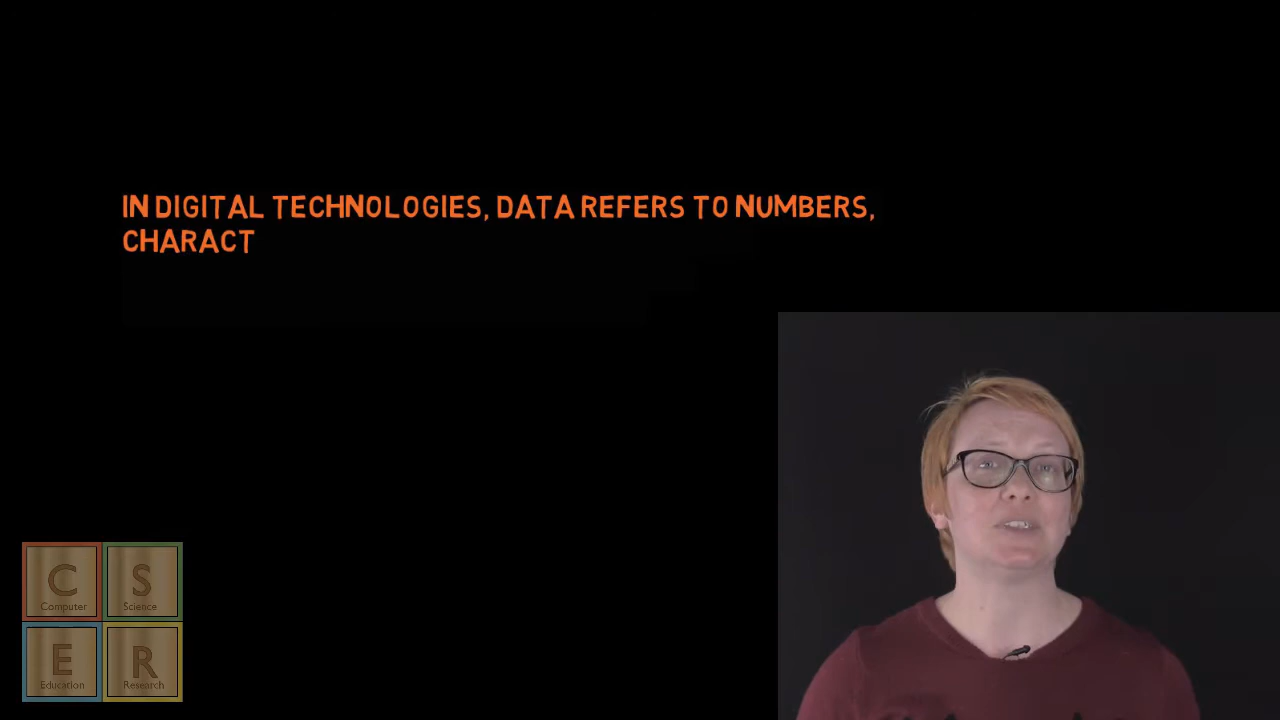 IN DIGITAL TECHNOLOGIES, DATA REFERS TO NUMBERS,
CHARACT
C
Computer
S
Science
E
Education
R
Research